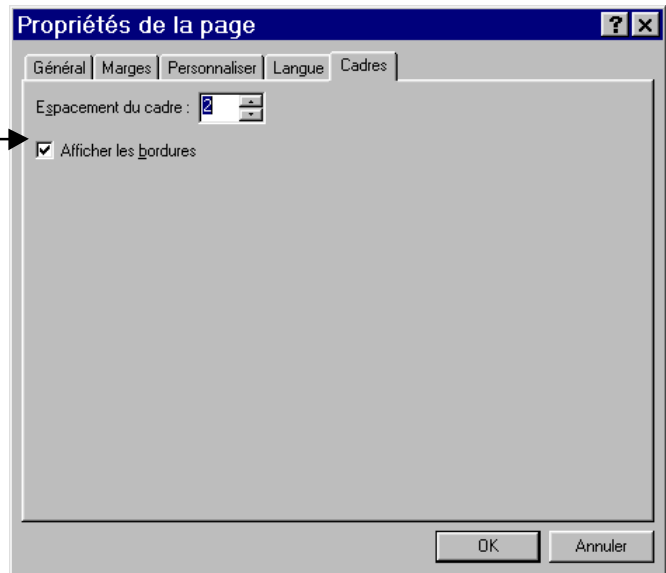 Propriétés de la page
Général Marges Personnaliser Langue Cadres
Espacement du cadre : 2
Afficher les bordures
OK Annuler